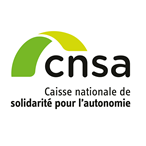 cnsa
Caisse nationale de
solidarité pour l'autonomie